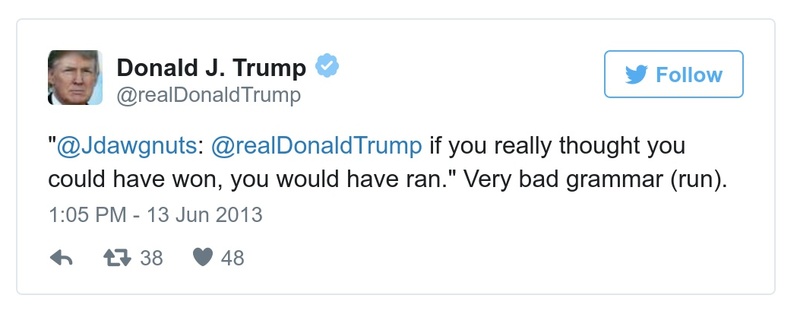 Donald J. Trump
@realDonaldTrump
Follow
"@Jdawgnuts: @realDonaldTrump if you really thought you
could have won, you would have ran." Very bad grammar (run).
1:05 PM - 13 Jun 2013
38 48